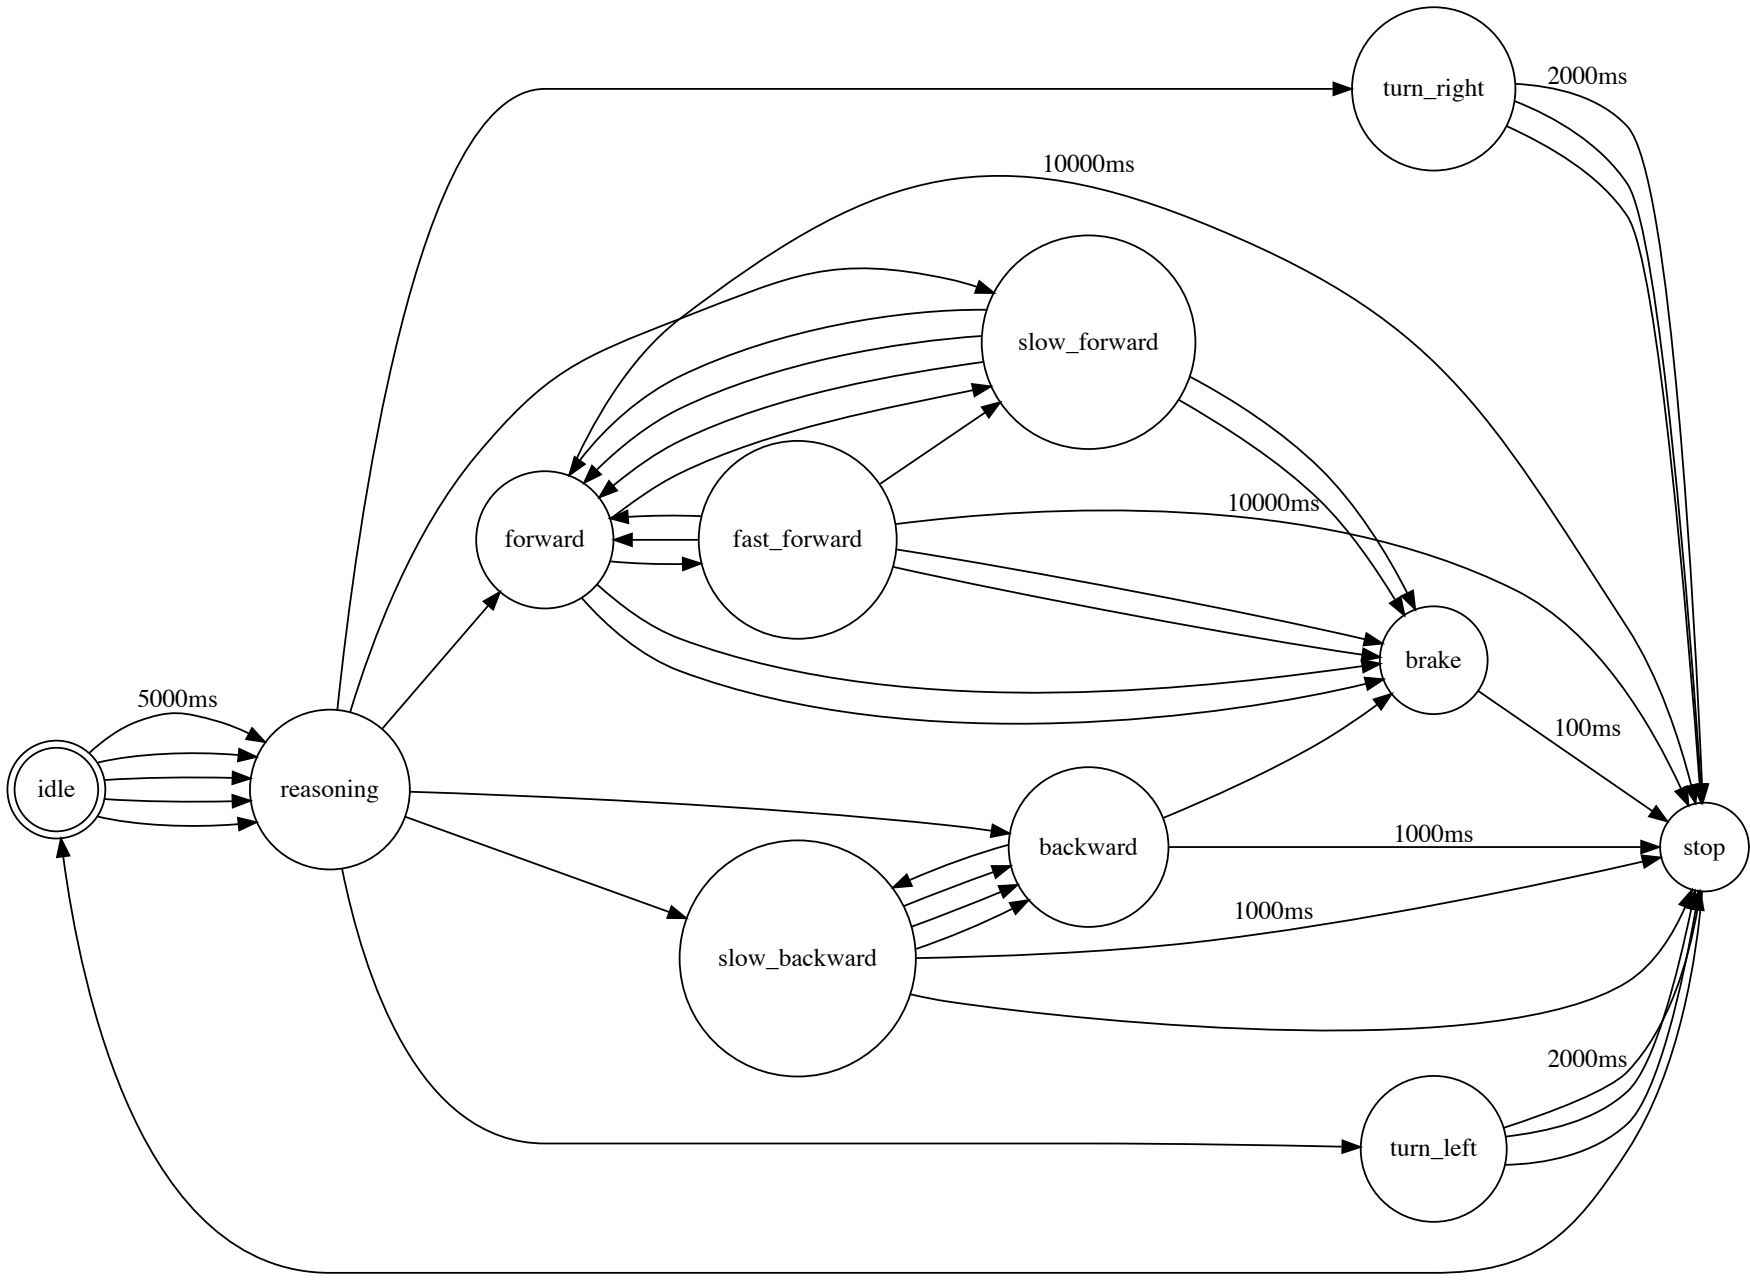 turn_right
2000ms
10000ms
slow_forward
10000ms
forward
fast_forward
brake
5000ms
100ms
idle
reasoning
backward
1000ms
stop
1000ms
slow_backward
2000ms
turn_left